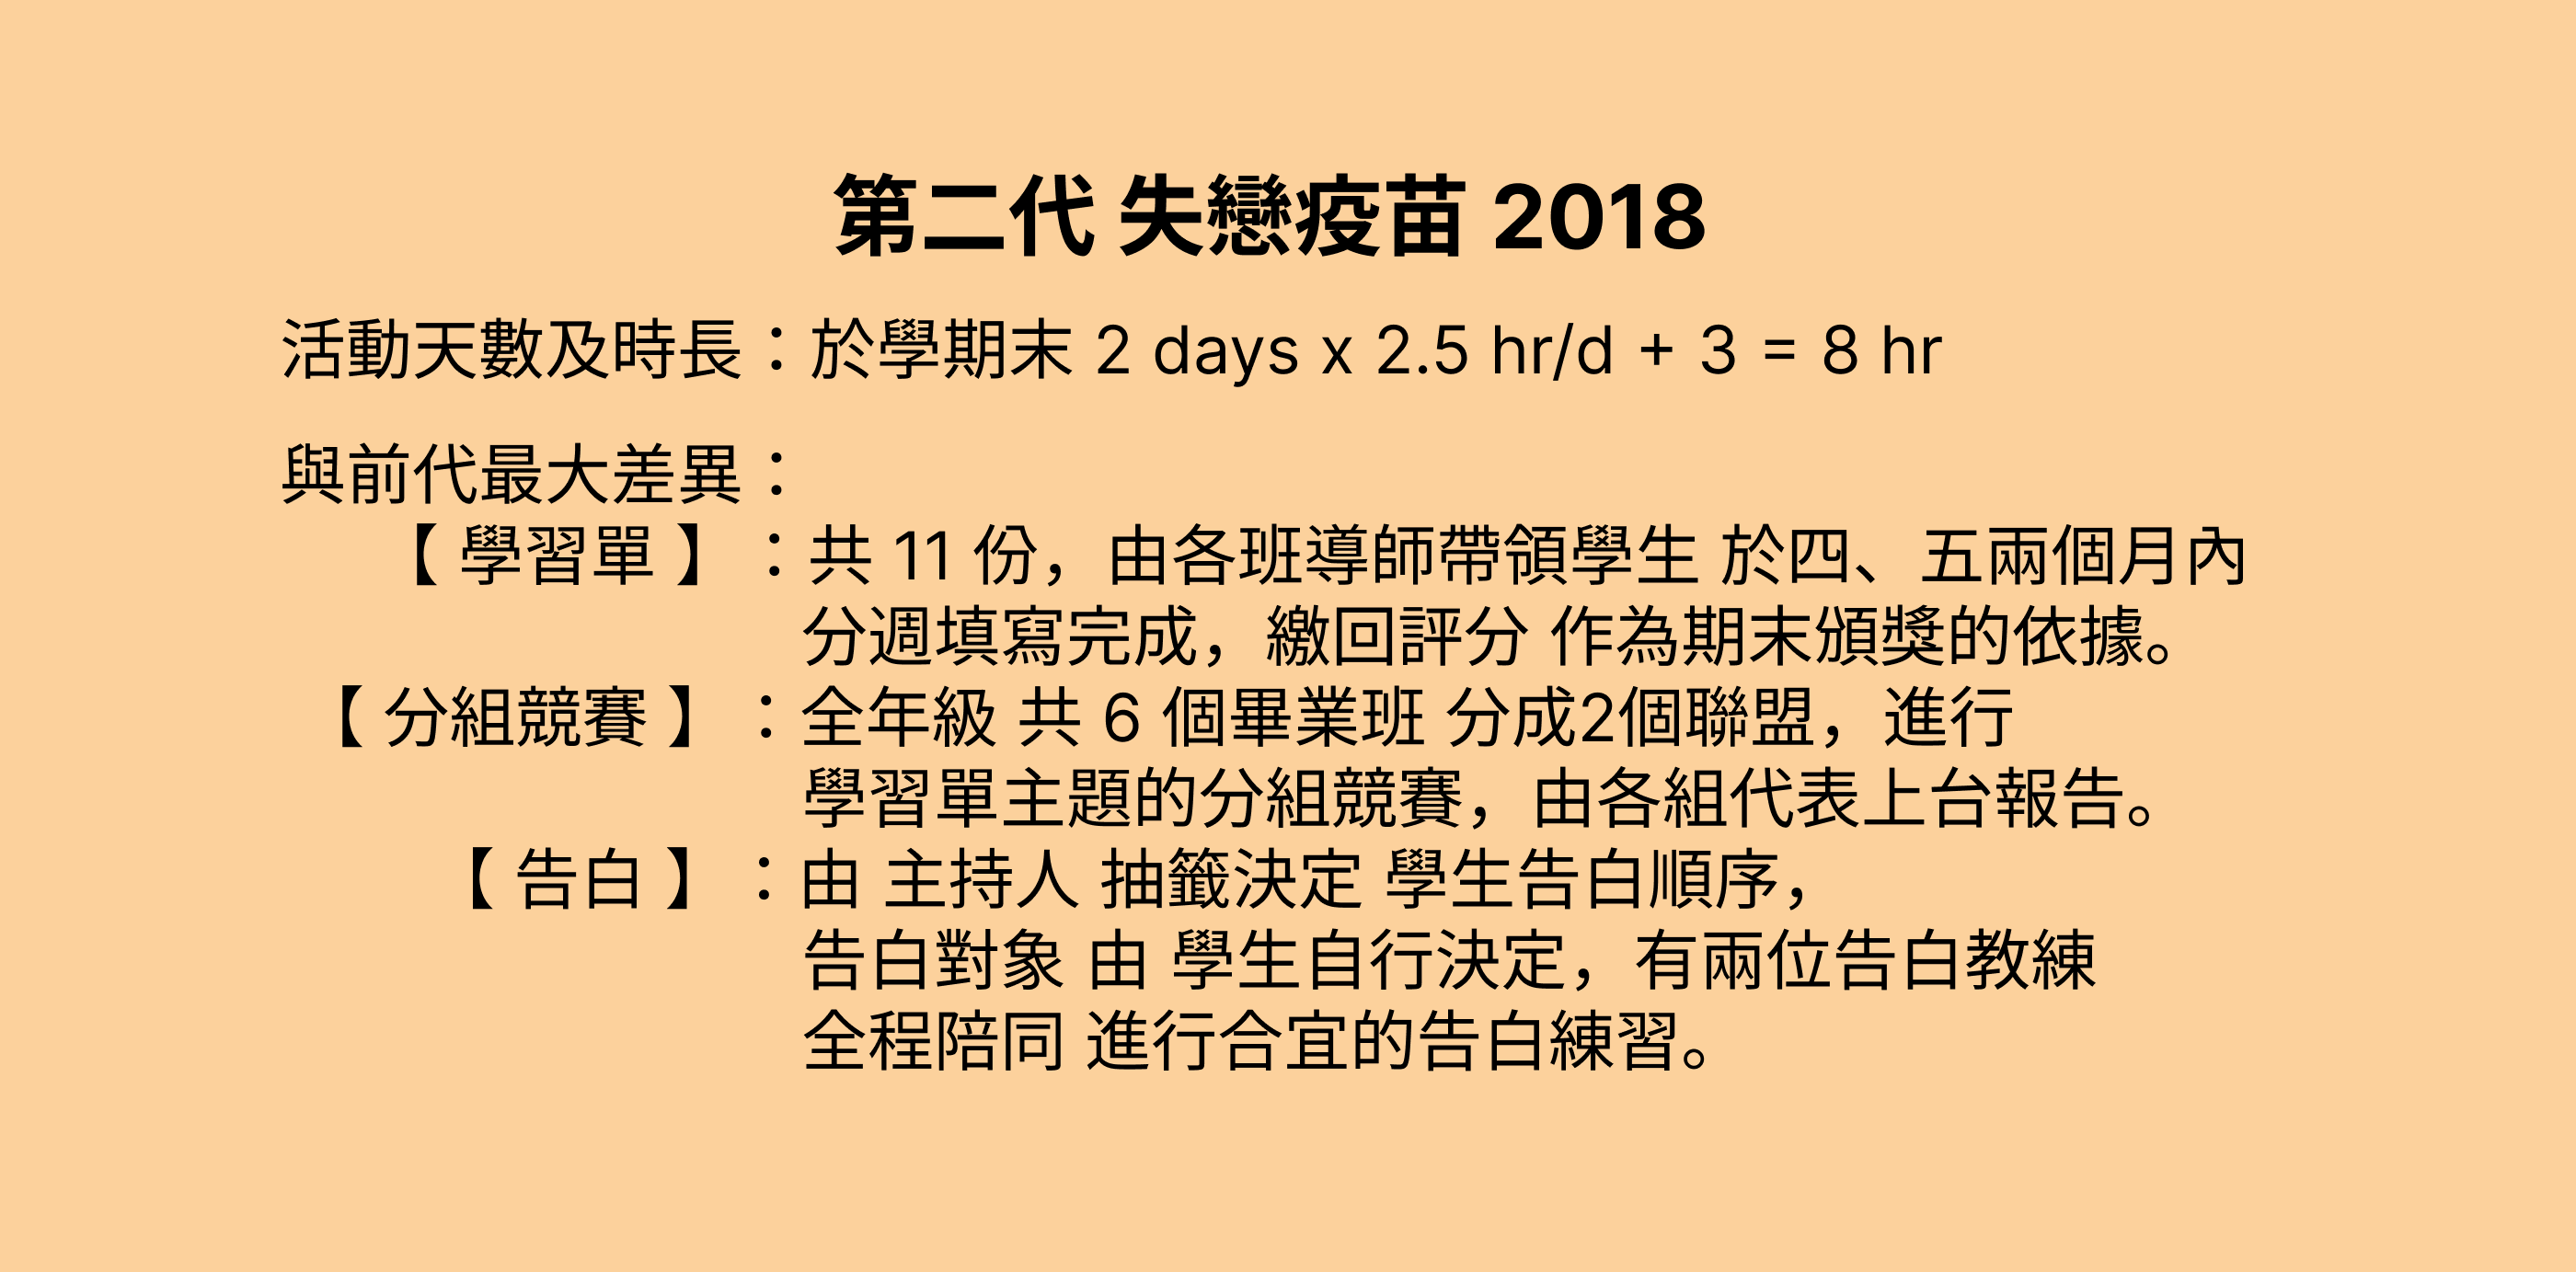 第二代 失戀疫苗 2018
活動天數及時長：於學期末 2 days x 2.5 hr/d + 3 = 8 hr
與前代最大差異：
【 學習單 】：共 11 份，由各班導師帶領學生 於四、五兩個月內
分週填寫完成，繳回評分 作為期末頒獎的依據。
【 分組競賽 】：全年級 共 6 個畢業班 分成2個聯盟，進行
學習單主題的分組競賽，由各組代表上台報告。
【 告白 】：由 主持人 抽籤決定 學生告白順序，
告白對象 由 學生自行決定，有兩位告白教練
全程陪同 進行合宜的告白練習。